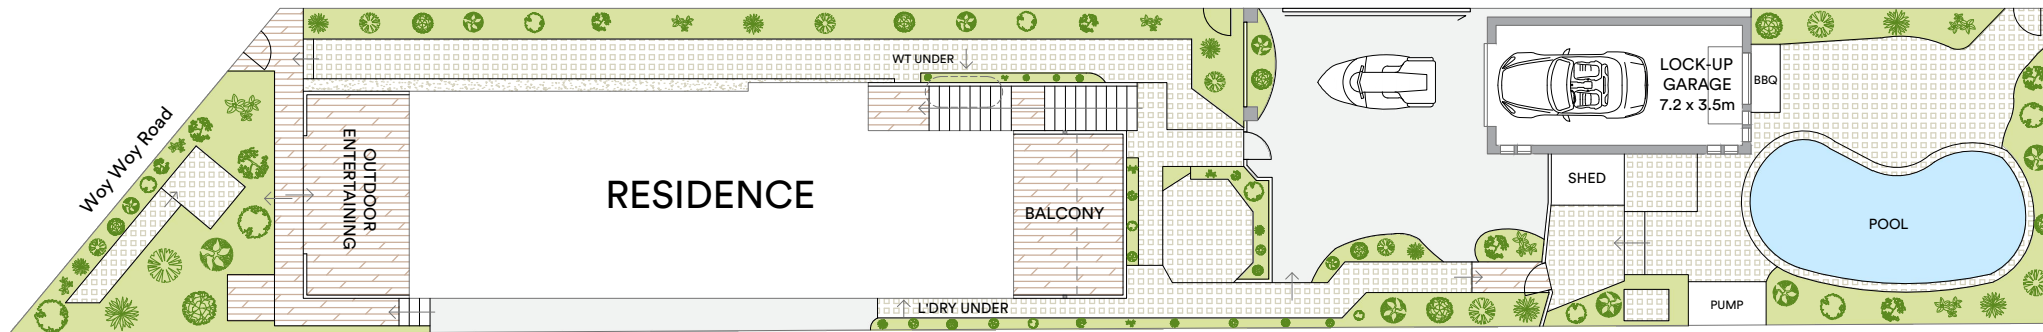 Woy Woy Road
OUTDOOR
ENTERTAINING
RESIDENCE
WT UNDER
BALCONY
L'DRY UNDER
LOCK-UP
GARAGE
7.2 x 3.5m
BBQ
SHED
POOL
PUMP